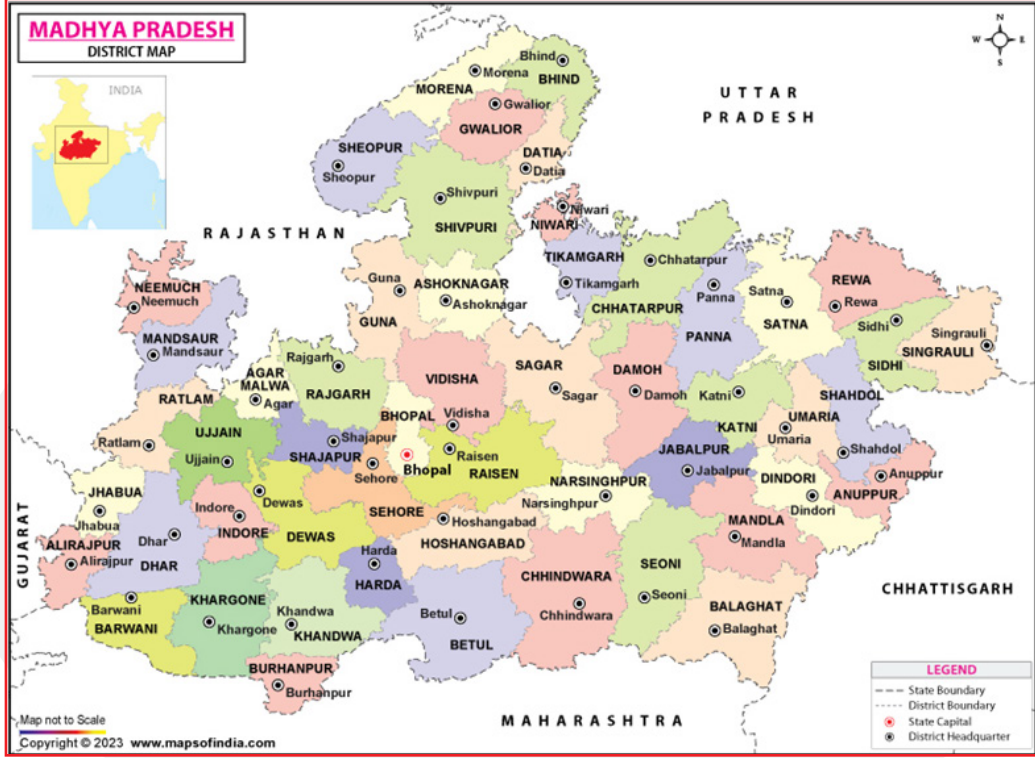 MADHYA PRADESH
DISTRICT MAP
INDIA
N
W E
S
UTTAR
PRADESH
RAJASTHAN
GUJARAT
MAHARASHTRA
CHHATTISGARH
Bhind
BHIND
Morena
MORENA
Gwalior
GWALIOR
SHEOPUR
Sheopur
DATIA
Datia
Shivpuri
SHIVPURI
Niwari
NIWARI
TIKAMGARH
Tikamgarh
Chhatarpur
CHHATARPUR
Panna
PANNA
Satna
SATNA
REWA
Rewa
Sidhi
SIDHI
Singrauli
SINGRAULI
NEEMUCH
Neemuch
MANDSAUR
Mandsaur
Guna
GUNA
ASHOKNAGAR
Ashoknagar
AGAR
MALWA
Agar
Rajgarh
RAJGARH
VIDISHA
Vidisha
SAGAR
Sagar
DAMOH
Damoh
Katni
KATNI
UMARIA
Umaria
SHAHDOL
Shahdol
RATLAM
Ratlam
UJJAIN
Ujjain
Shajapur
SHAJAPUR
BHOPAL
Bhopal
Sehore
SEHORE
Raisen
RAISEN
JABALPUR
Jabalpur
NARSINGHPUR
Narsinghpur
DINDORI
Dindori
Anuppur
ANUPPUR
JHABUA
Jhabua
ALIRAJPUR
Alirajpur
Dhar
DHAR
Indore
INDORE
Dewas
DEWAS
Hoshangabad
HOSHANGABAD
Harda
HARDA
MANDLA
Mandla
SEONI
Seoni
CHHINDWARA
Chhindwara
BALAGHAT
Balaghat
Barwani
BARWANI
KHARGONE
Khargone
Khandwa
KHANDWA
Betul
BETUL
BURHANPUR
Burhanpur
LEGEND
State Boundary
District Boundary
State Capital
District Headquarter
Map not to Scale
Copyright © 2023 www.mapsofindia.com